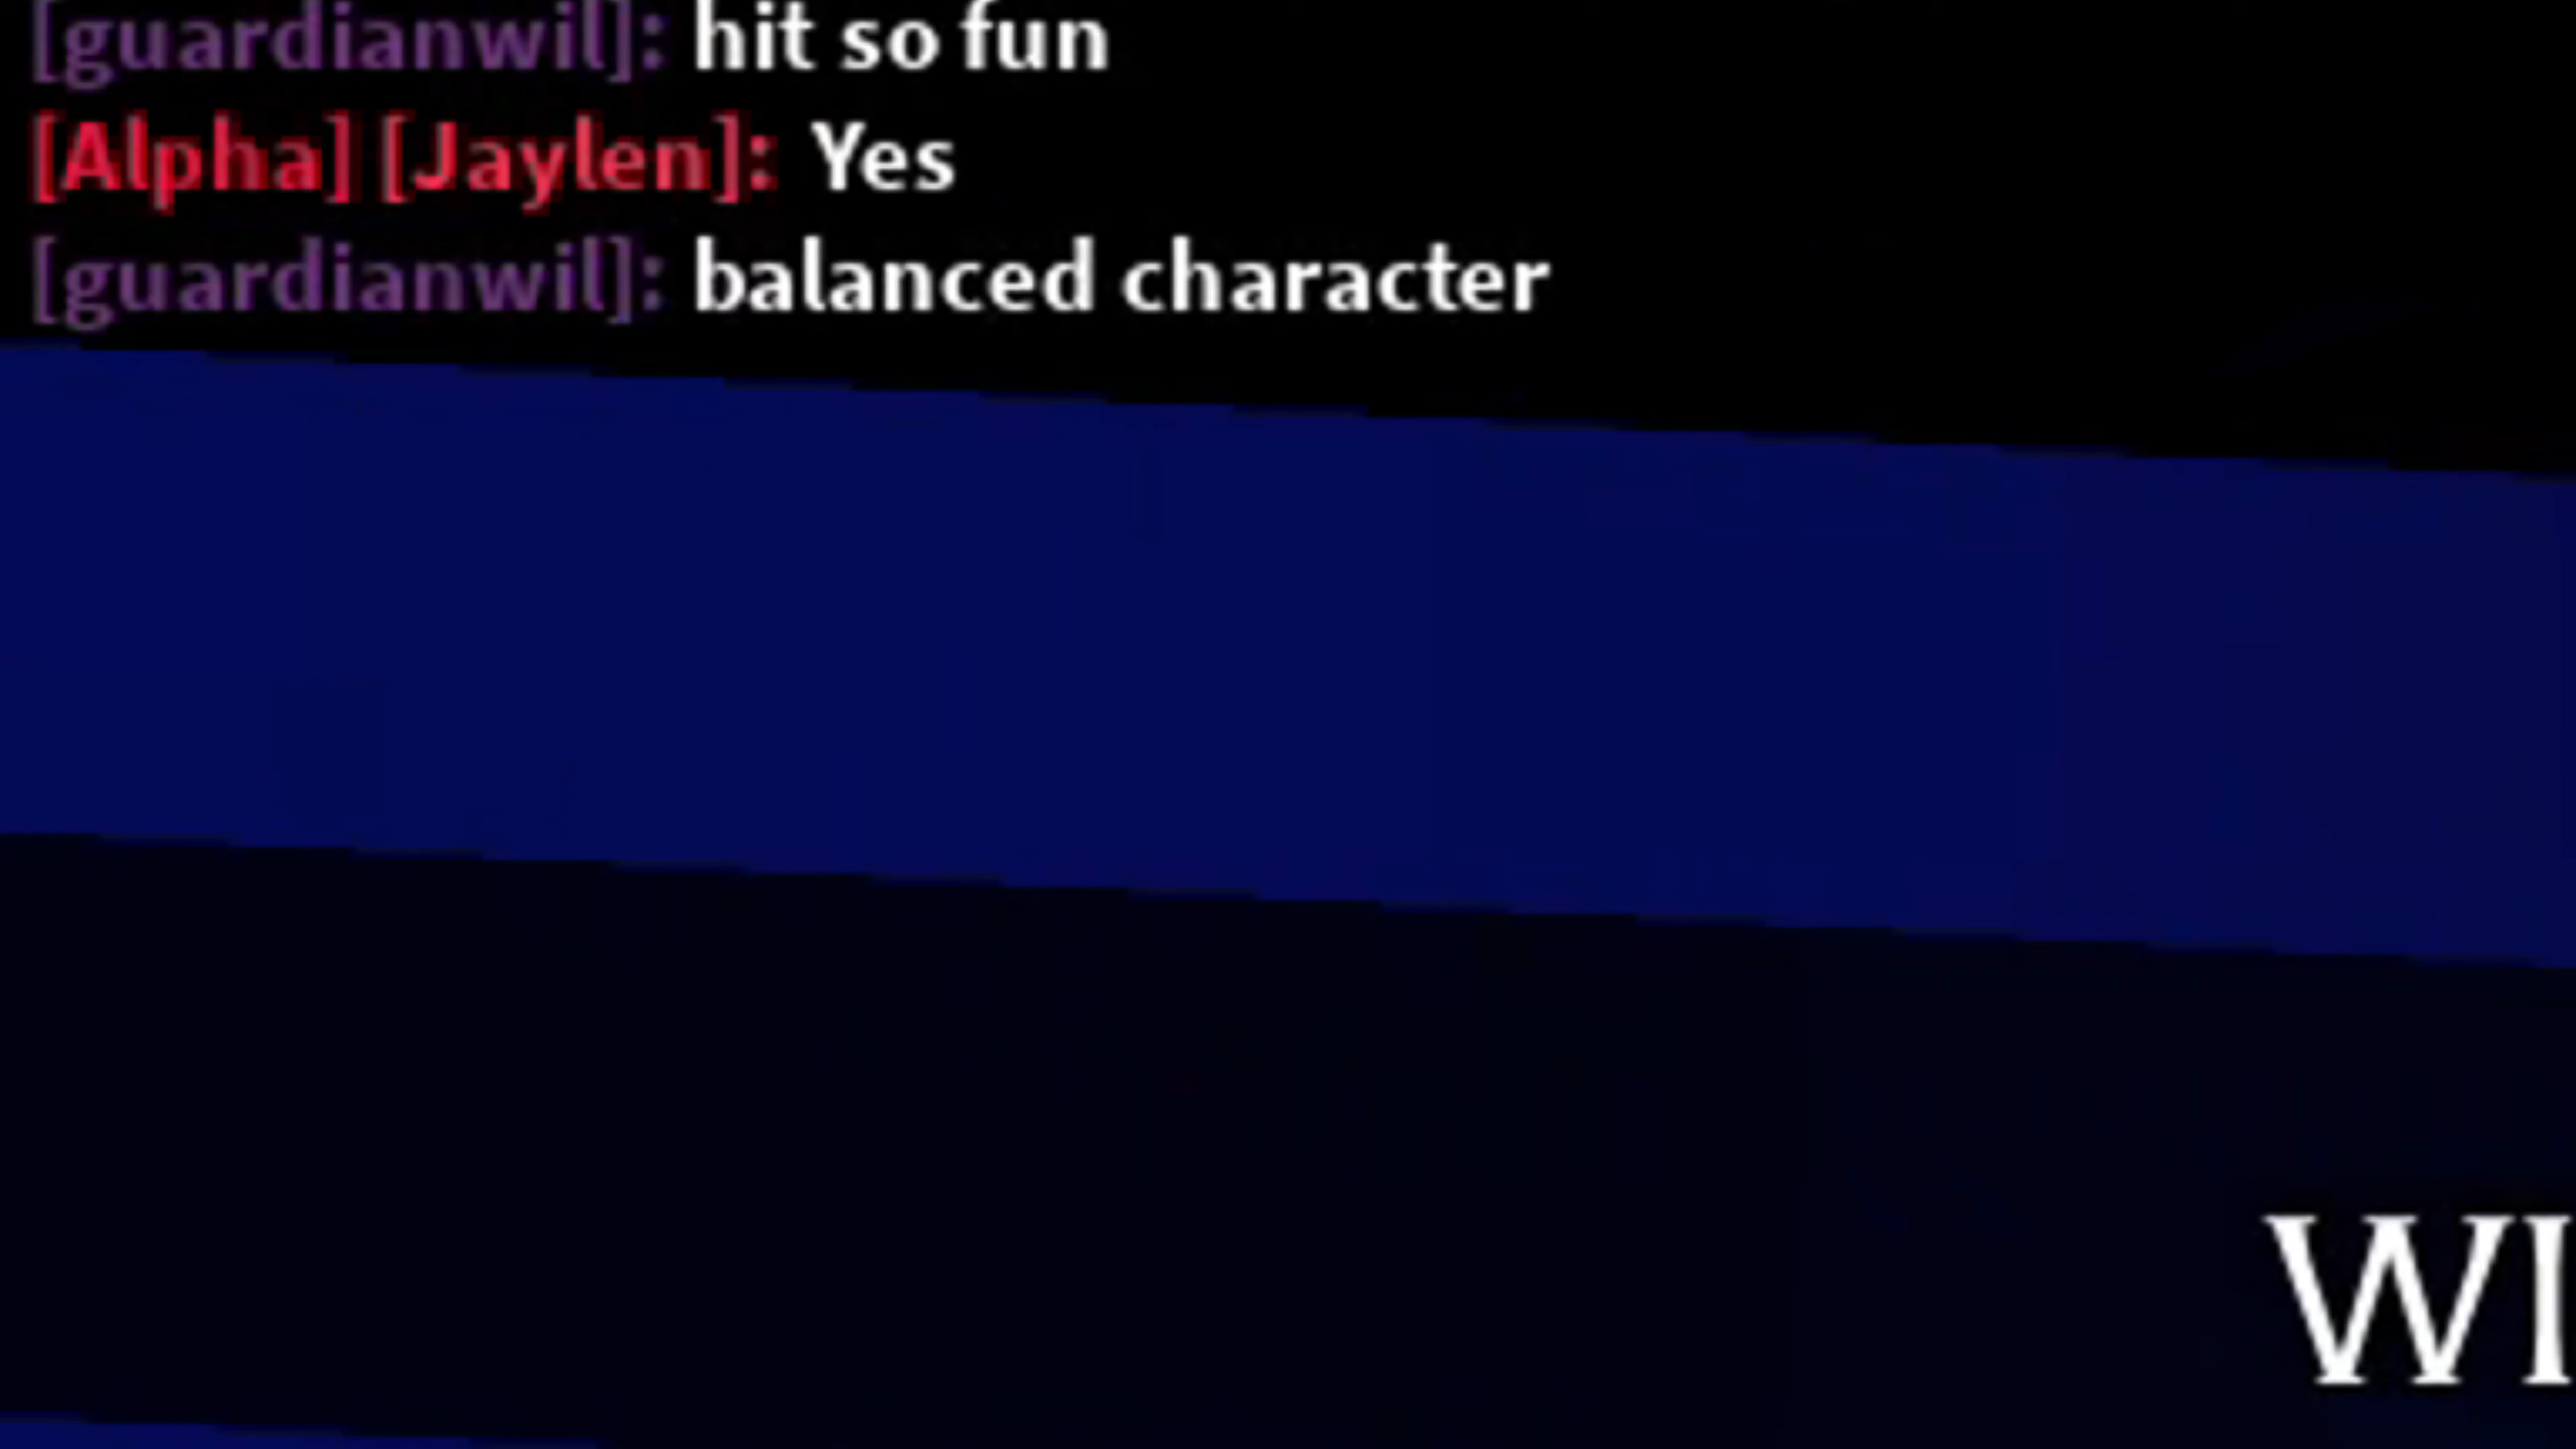 [guardianwil]: hit so fun
[Alpha] [Jaylen]: Yes
[guardianwil]: balanced character
WI